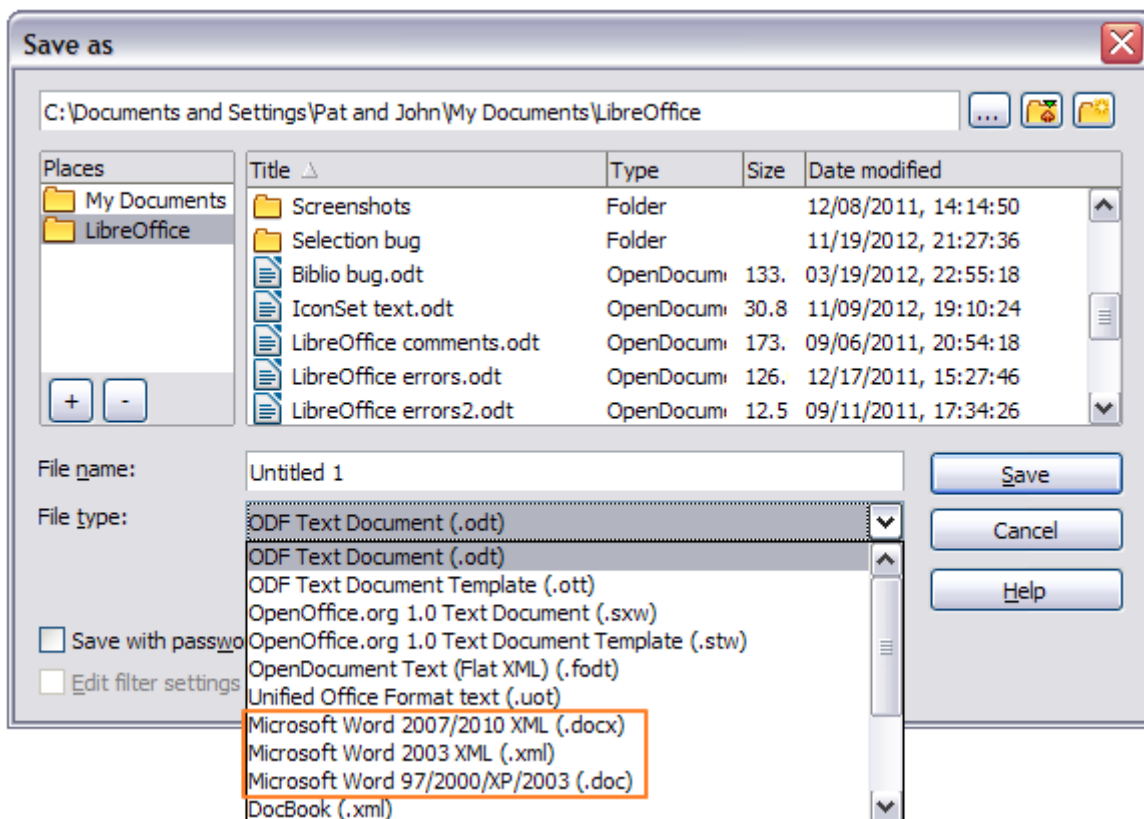 Save as
C:\Documents and Settings\Pat and John\My Documents\LibreOffice ...
Places
My Documents
LibreOffice
+ -
Title Type Size Date modified
Screenshots Folder 12/08/2011, 14:14:50
Selection bug Folder 11/19/2012, 21:27:36
Biblio bug.odt OpenDocum 133. 03/19/2012, 22:55:18
IconSet text.odt OpenDocum 30.8 11/09/2012, 19:10:24
LibreOffice comments.odt OpenDocum 173. 09/06/2011, 20:54:18
LibreOffice errors.odt OpenDocum 126. 12/17/2011, 15:27:46
LibreOffice errors2.odt OpenDocum 12.5 09/11/2011, 17:34:26
File name: Untitled 1 Save
File type: ODF Text Document (.odt) Cancel
Help
ODF Text Document (.odt)
ODF Text Document Template (.ott)
OpenOffice.org 1.0 Text Document (.sxw)
OpenOffice.org 1.0 Text Document Template (.stw)
OpenDocument Text (Flat XML) (.fodt)
Unified Office Format text (.uot)
Microsoft Word 2007/2010 XML (.docx)
Microsoft Word 2003 XML (.xml)
Microsoft Word 97/2000/XP/2003 (.doc)
DocBook (.xml)
Save with passwo
Edit filter settings